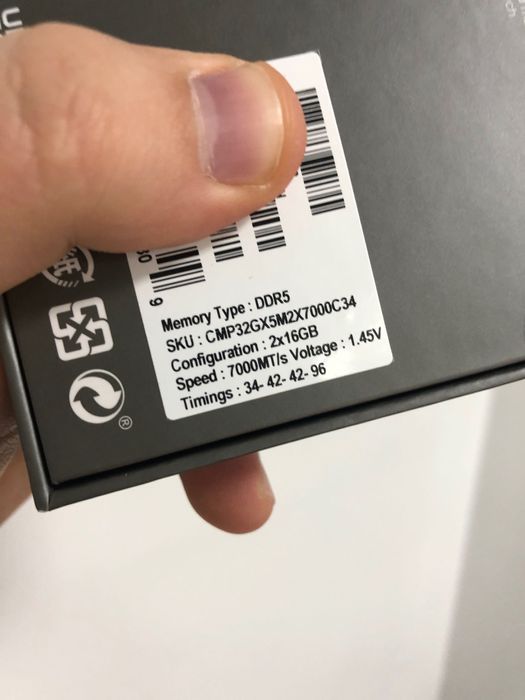 Memory Type : DDR5
SKU : CMP32GX5M2X7000C34
Configuration : 2x16GB
Speed : 7000MT/s Voltage : 1.45V
Timings : 34- 42- 42- 96
®